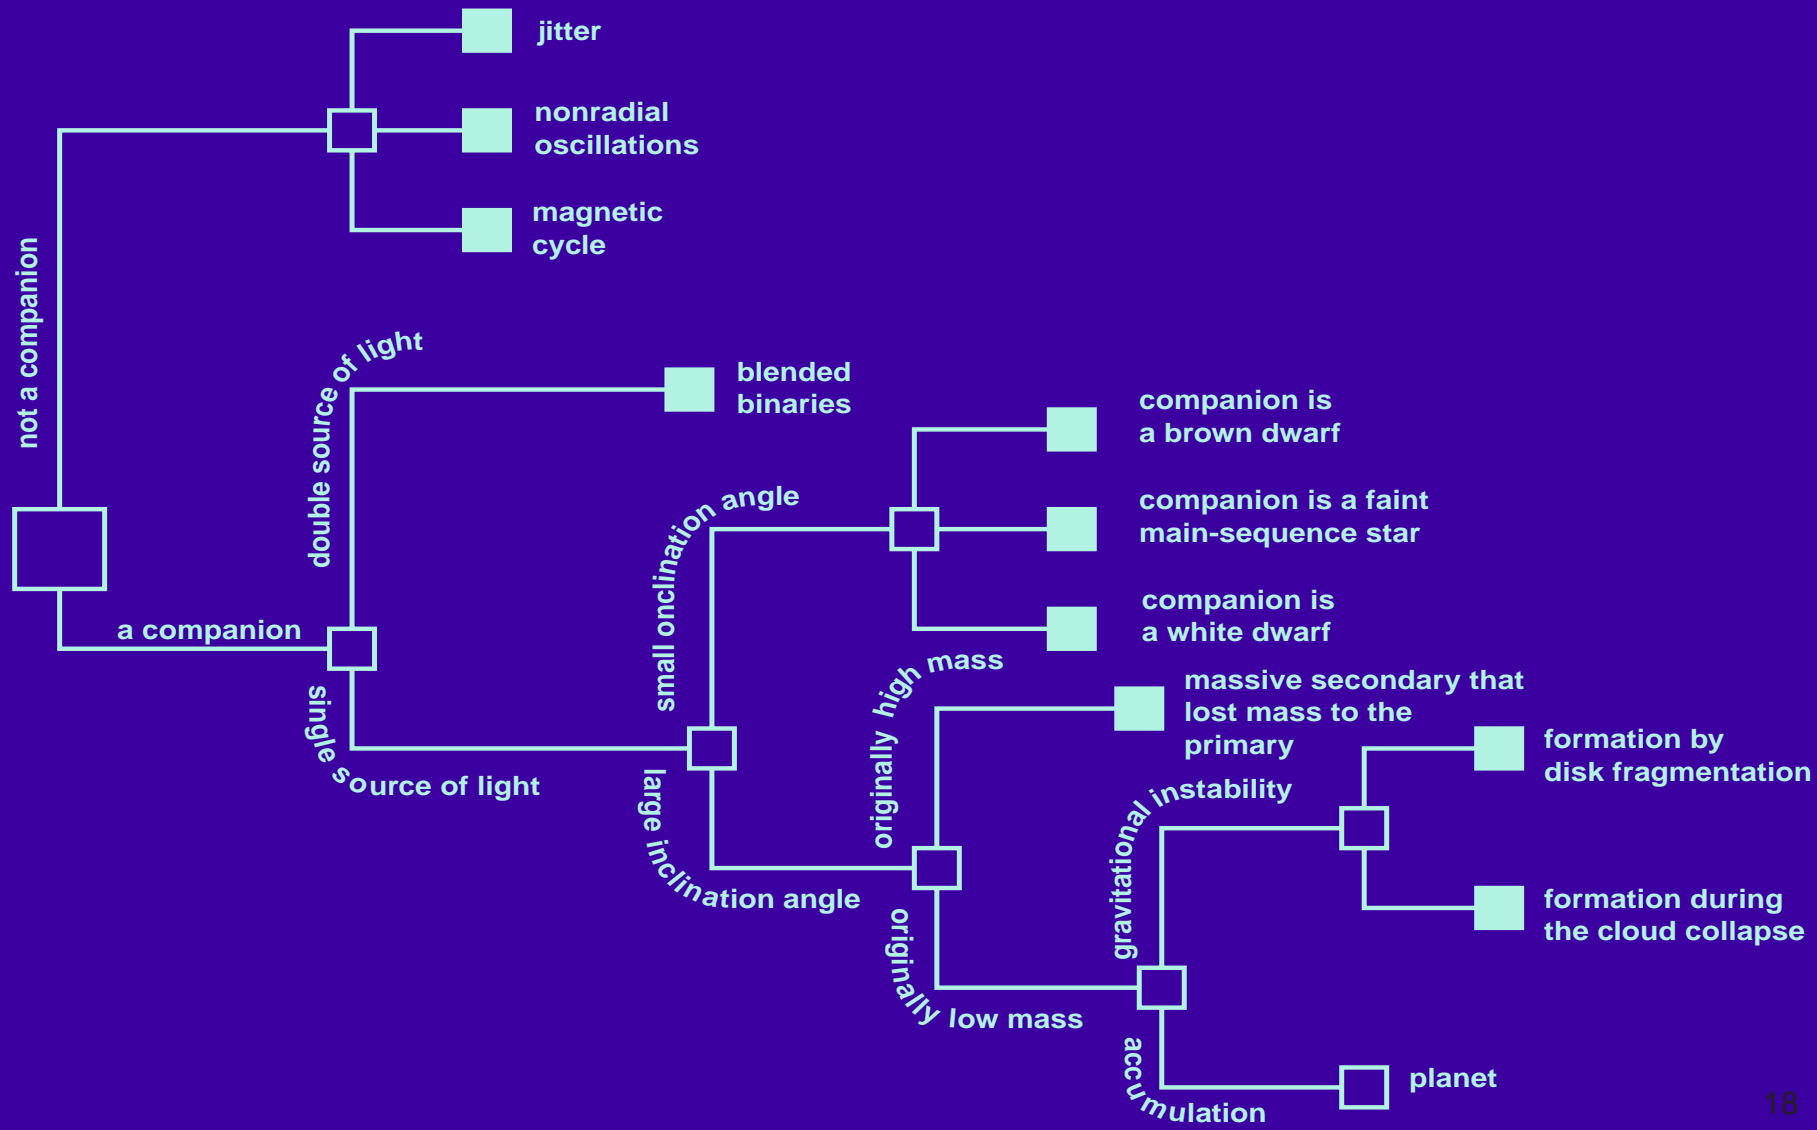 jitter
nonradial
oscillations
magnetic
cycle
not a companion
double source of light
blended
binaries
companion is
a brown dwarf
small onclination angle
companion is a faint
main-sequence star
companion is
a white dwarf
a companion
single source of light
originally high mass
massive secondary that
lost mass to the
primary
large inclination angle
gravitational instability
formation by
disk fragmentation
formation during
the cloud collapse
originally low mass
accumulation
planet
18